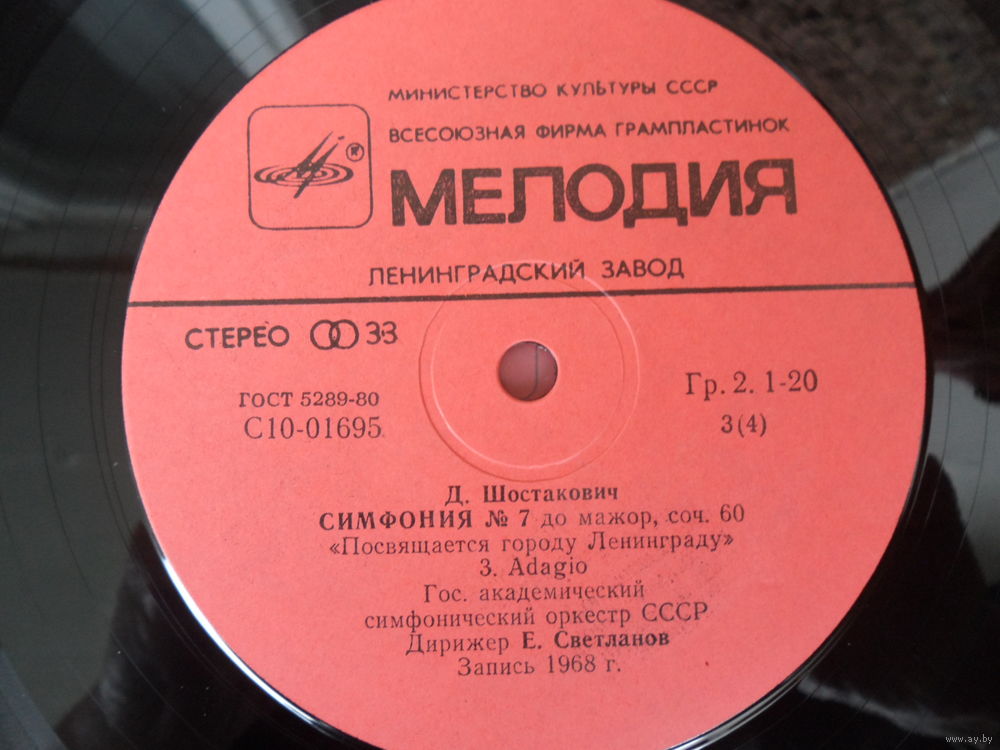 МИНИСТЕРСТВО КУЛЬТУРЫ СССР
ВСЕСОЮЗНАЯ ФИРМА ГРАМПЛАСТИНОК
МЕЛОДИЯ
ЛЕНИНГРАДСКИЙ ЗАВОД
СТЕРЕО 33
ГОСТ 5289-80
С10-01695
Гр. 2. 1-20
3(4)
Д. Шостакович
СИМФОНИЯ № 7 до мажор, соч. 60
«Посвящается городу Ленинграду»
3. Adagio
Гос. академический
симфонический оркестр СССР
Дирижер Е. Светланов
Запись 1968 г.
www.ay.by